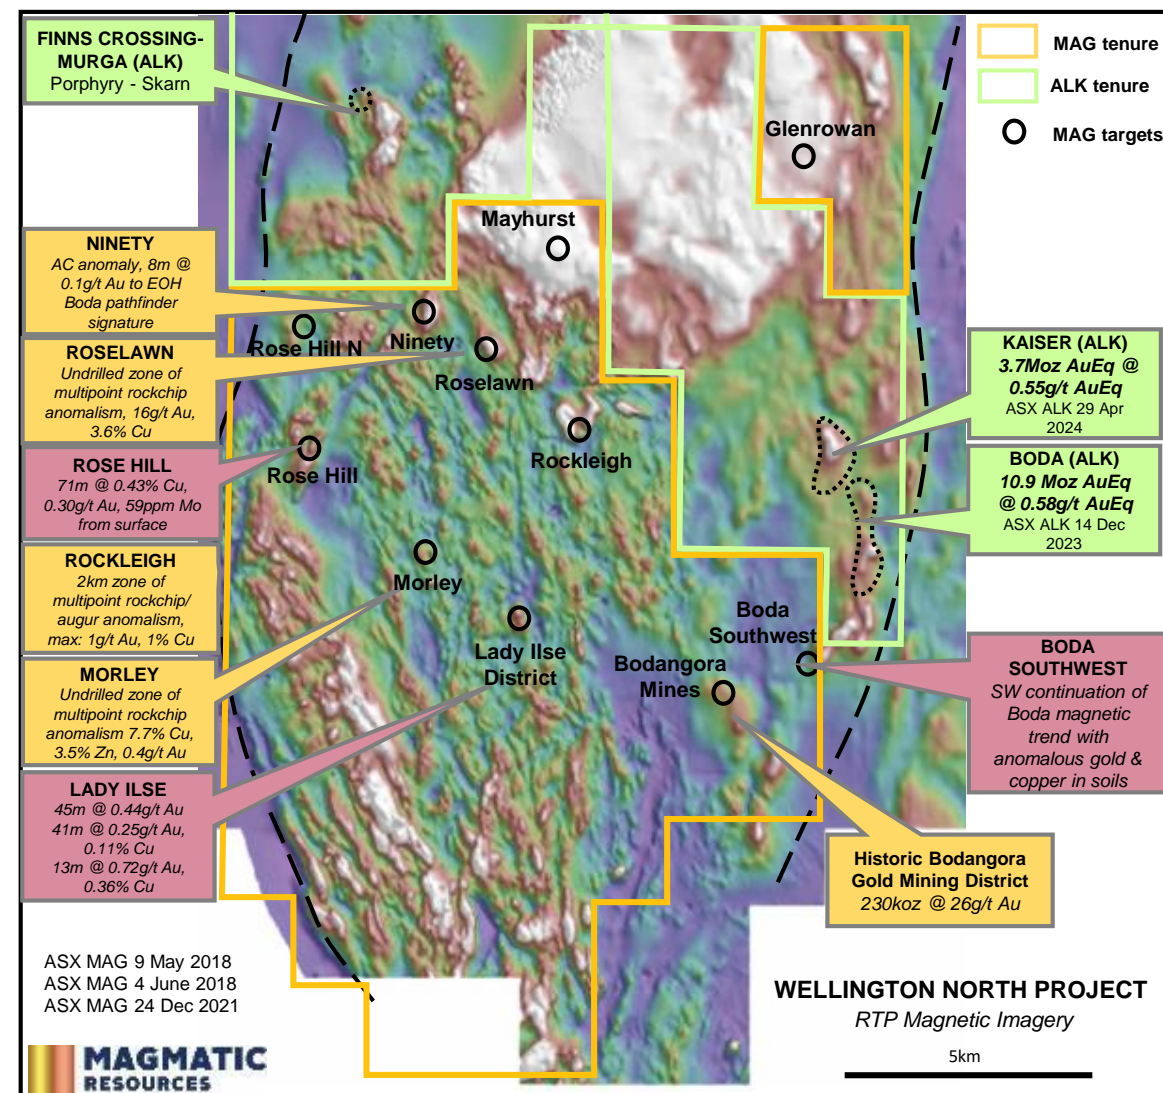 FINNS CROSSING-
MURGA (ALK)
Porphyry - Skarn
MAG tenure
ALK tenure
MAG targets
Glenrowan
Mayhurst
NINETY
AC anomaly, 8m @
0.1g/t Au to EOH
Boda pathfinder
signature
Rose Hill N
Ninety
Roselawn
ROSELAWN
Undrilled zone of
multipoint rockchip
anomalism, 16g/t Au,
3.6% Cu
KAISER (ALK)
3.7Moz AuEq @
0.55g/t AuEq
ASX ALK 29 Apr
2024
Rose Hill
Rockleigh
ROSE HILL
71m @ 0.43% Cu,
0.30g/t Au, 59ppm Mo
from surface
BODA (ALK)
10.9 Moz AuEq
@ 0.58g/t AuEq
ASX ALK 14 Dec
2023
ROCKLEIGH
2km zone of
multipoint rockchip/
augur anomalism,
max: 1g/t Au, 1% Cu
Morley
Lady Ilse
District
Boda
Southwest
Bodangora
Mines
MORLEY
Undrilled zone of
multipoint rockchip
anomalism 7.7% Cu,
3.5% Zn, 0.4g/t Au
BODA
SOUTHWEST
SW continuation of
Boda magnetic
trend with
anomalous gold &
copper in soils
LADY ILSE
45m @ 0.44g/t Au
41m @ 0.25g/t Au,
0.11% Cu
13m @ 0.72g/t Au,
0.36% Cu
Historic Bodangora
Gold Mining District
230koz @ 26g/t Au
ASX MAG 9 May 2018
ASX MAG 4 June 2018
ASX MAG 24 Dec 2021
WELLINGTON NORTH PROJECT
RTP Magnetic Imagery
5km
MAGMATIC
RESOURCES